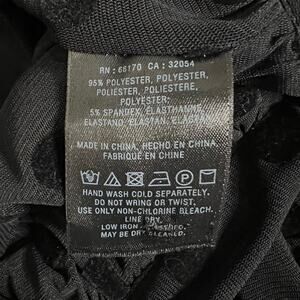 RN : 66170 CA : 32054
95% POLYESTER, POLYESTER,
POLIESTER, POLIESTERE,
POLYESTER;
5% SPANDEX, ELASTHANNE,
ELASTANO, ELASTAN, ELASTAN.
MADE IN CHINA, HECHO EN CHINA,
FABRIQUÉ EN CHINE
HAND WASH COLD SEPARATELY.
DO NOT WRING OR TWIST.
USE ONLY NON-CHLORINE BLEACH.
LINE DRY.
LOW IRON
MAY BE DRY CLEANED.